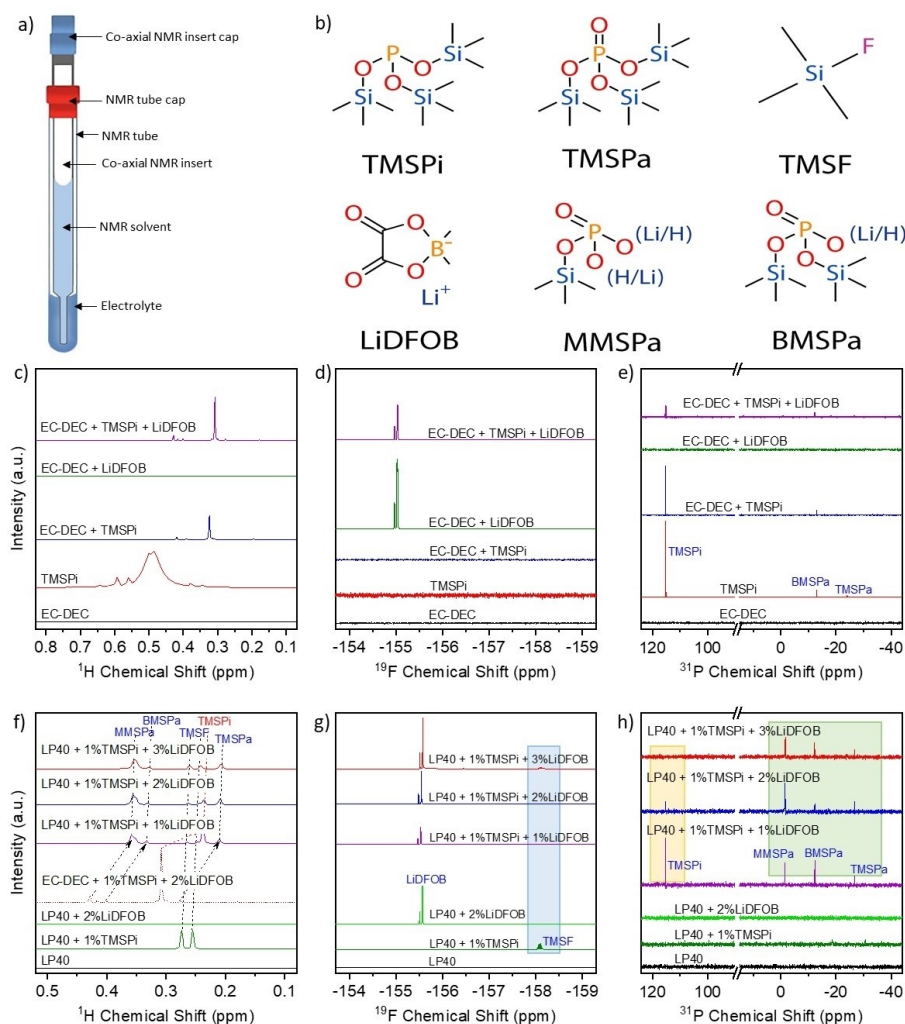 a)
Co-axial NMR insert cap
NMR tube cap
NMR tube
Co-axial NMR insert
NMR solvent
Electrolyte
b)
O P O Si O Si Si
TMSPi
O P O Si O O Si Si
TMSPa
F Si
TMSF
O O B⁻ O O Li⁺
LiDFOB
O P O (Li/H) O O (H/Li) Si
MMSPa
O P O (Li/H) O O Si Si
BMSPa
c)
Intensity (a.u.)
EC-DEC + TMSPi + LiDFOB
EC-DEC + LiDFOB
EC-DEC + TMSPi
TMSPi
EC-DEC
0.8 0.7 0.6 0.5 0.4 0.3 0.2 0.1
¹H Chemical Shift (ppm)
d)
EC-DEC + TMSPi + LiDFOB
EC-DEC + LiDFOB
EC-DEC + TMSPi
TMSPi
EC-DEC
-154 -155 -156 -157 -158 -159
¹⁹F Chemical Shift (ppm)
e)
EC-DEC + TMSPi + LiDFOB
EC-DEC + LiDFOB
EC-DEC + TMSPi
TMSPi
BMSPa
TMSPi
TMSPa
EC-DEC
120 100 0 -20 -40
³¹P Chemical Shift (ppm)
f)
Intensity (a.u.)
BMSPa
TMSPi
MMSPa
TMSF
TMSPa
LP40 + 1%TMSPi + 3%LiDFOB
LP40 + 1%TMSPi + 2%LiDFOB
LP40 + 1%TMSPi + 1%LiDFOB
EC-DEC + 1%TMSPi + 2%LiDFOB
LP40 + 2%LiDFOB
LP40 + 1%TMSPi
LP40
0.5 0.4 0.3 0.2 0.1
¹H Chemical Shift (ppm)
g)
LP40 + 1%TMSPi + 3%LiDFOB
LP40 + 1%TMSPi + 2%LiDFOB
LP40 + 1%TMSPi + 1%LiDFOB
LiDFOB
LP40 + 2%LiDFOB
LP40 + 1%TMSPi
TMSF
LP40
-154 -155 -156 -157 -158 -159
¹⁹F Chemical Shift (ppm)
h)
LP40 + 1%TMSPi + 3%LiDFOB
LP40 + 1%TMSPi + 2%LiDFOB
LP40 + 1%TMSPi + 1%LiDFOB
TMSPi
MMSPa
BMSPa
TMSPa
LP40 + 2%LiDFOB
LP40 + 1%TMSPi
LP40
120 100 0 -20 -40
³¹P Chemical Shift (ppm)